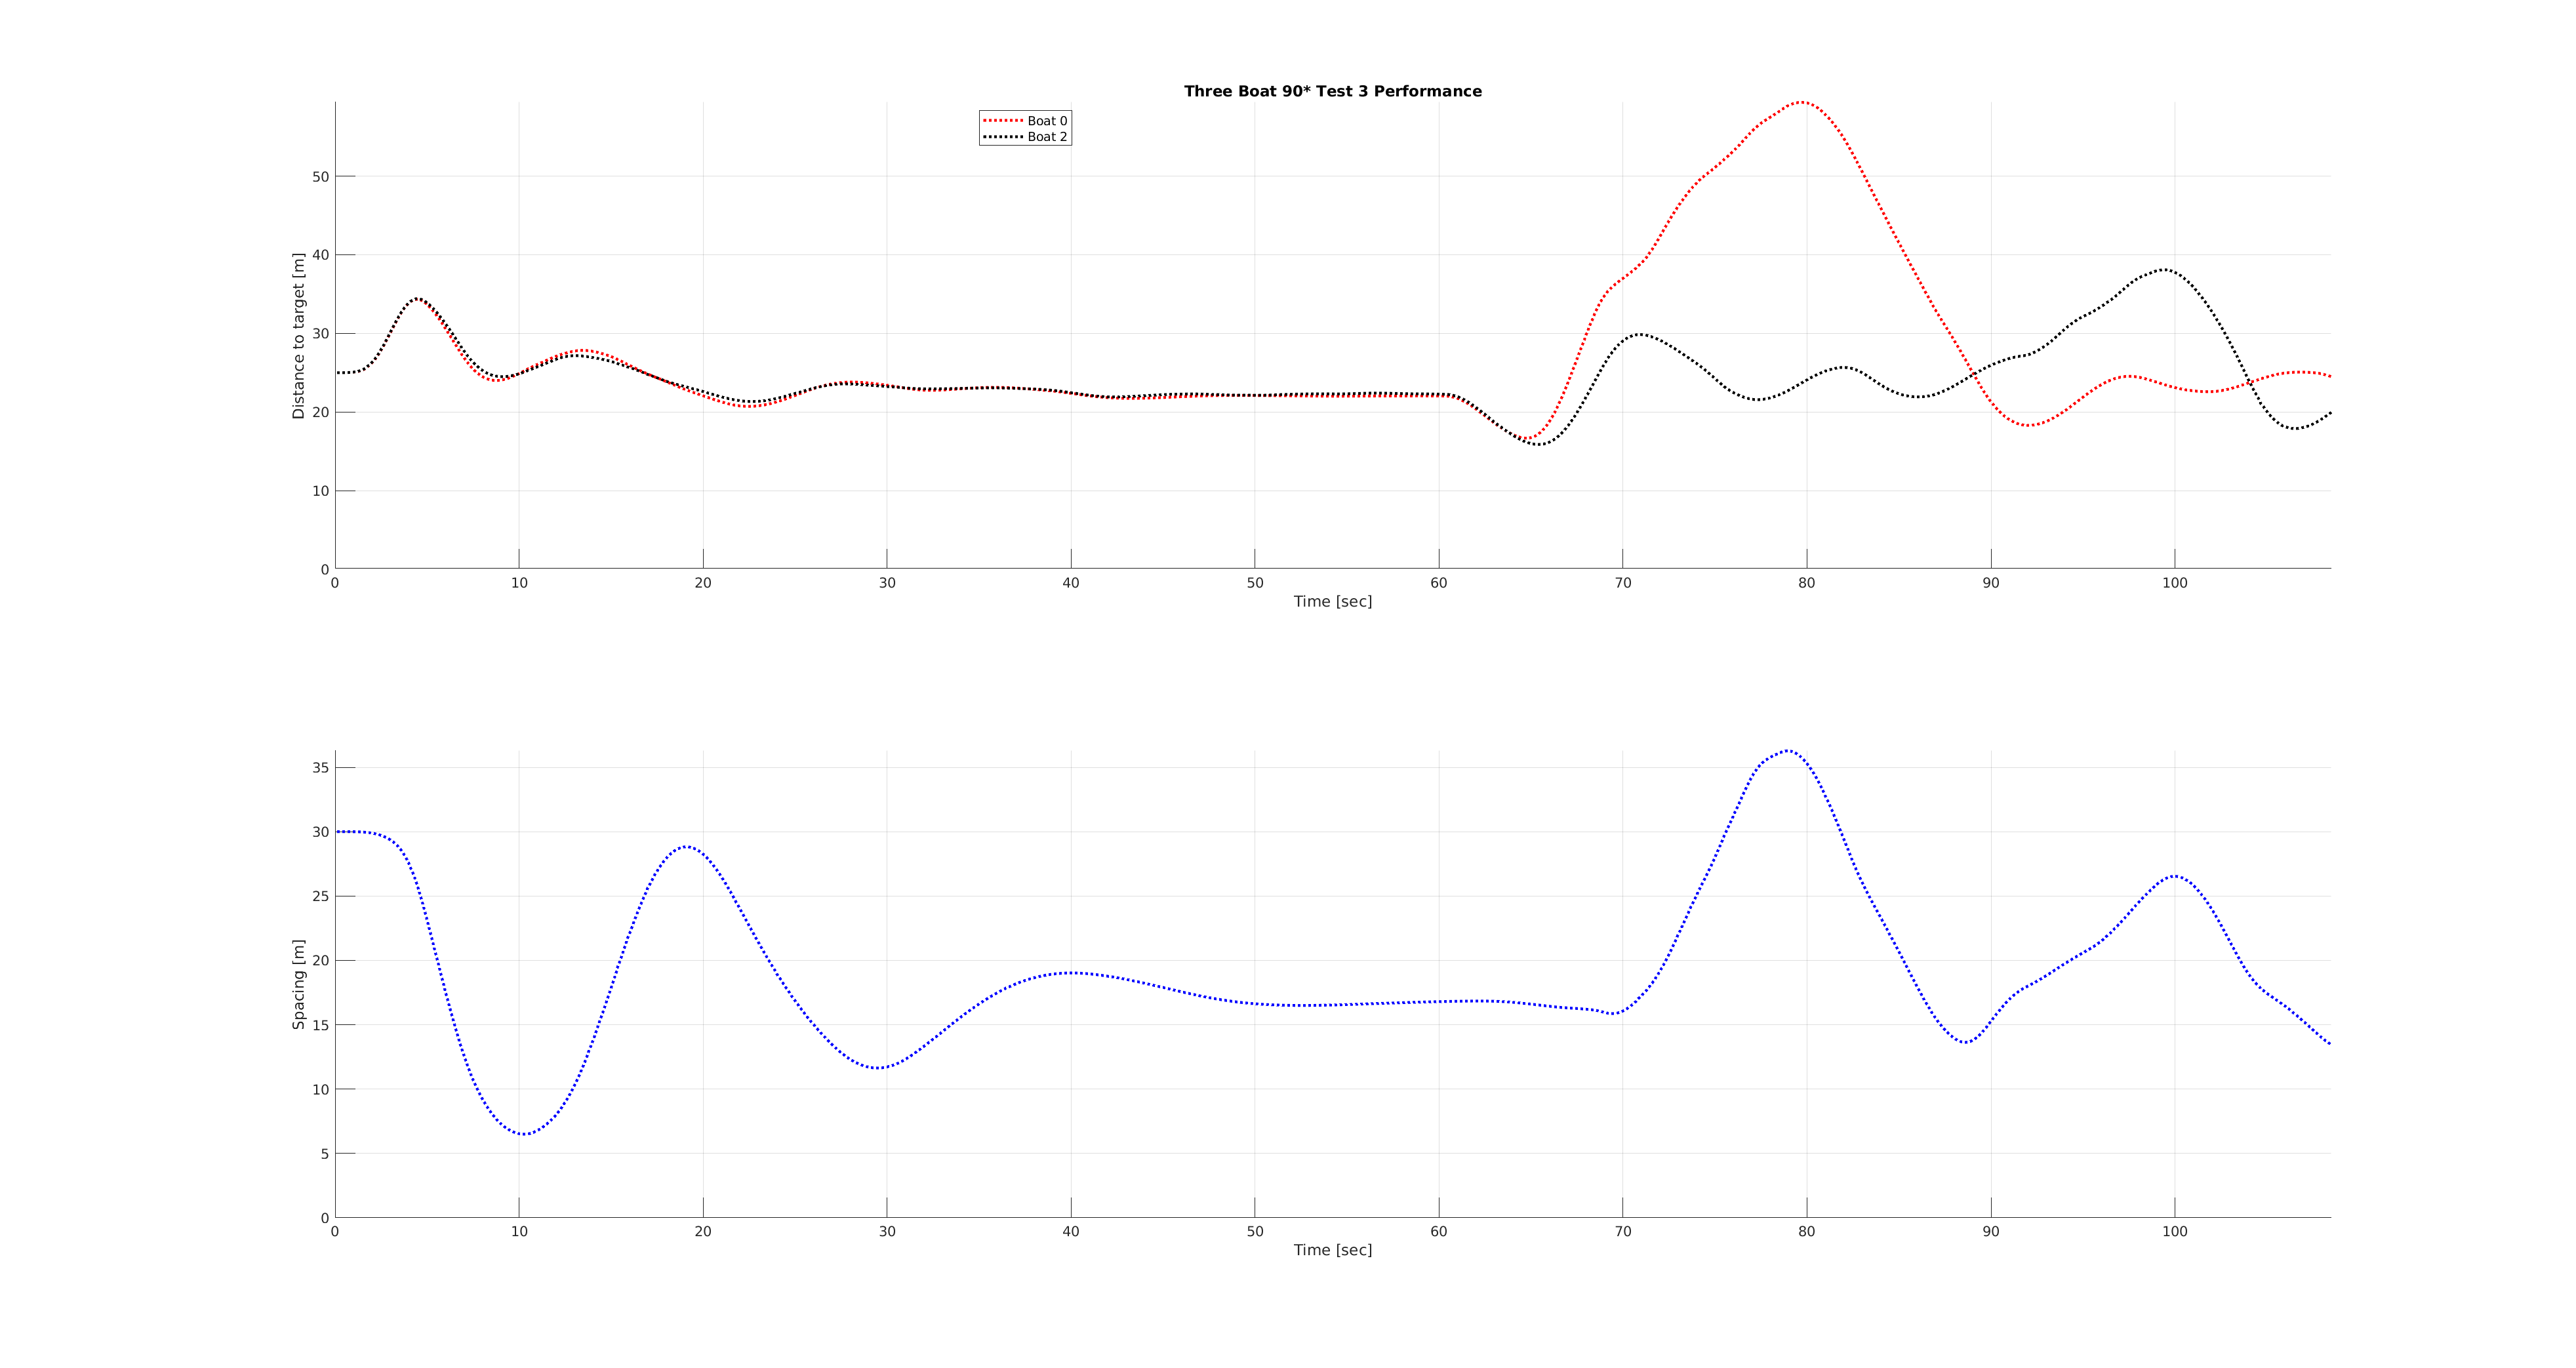 Three Boat 90* Test 3 Performance
Boat 0
Boat 2
Distance to target [m]
50
40
30
20
10
0
0 10 20 30 40 50 60 70 80 90 100
Time [sec]
Spacing [m]
35
30
25
20
15
10
5
0
0 10 20 30 40 50 60 70 80 90 100
Time [sec]